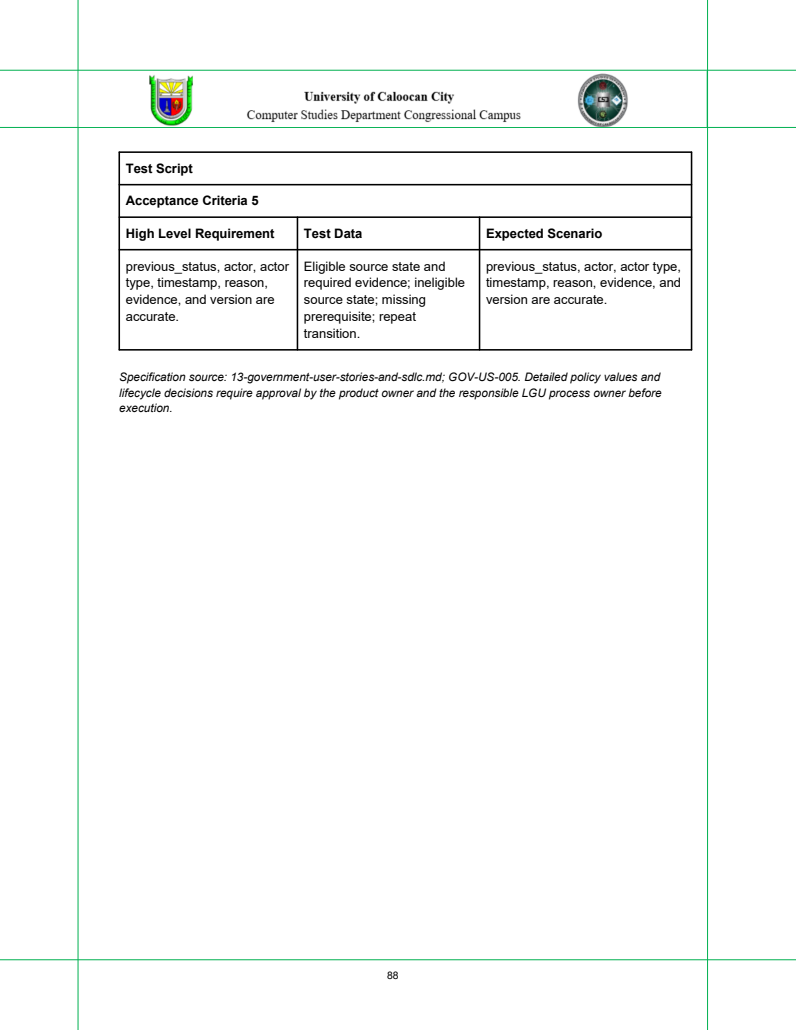 University of Caloocan City
Computer Studies Department Congressional Campus
Test Script
Acceptance Criteria 5
High Level Requirement
Test Data
Expected Scenario
previous_status, actor, actor
type, timestamp, reason,
evidence, and version are
accurate.
Eligible source state and
required evidence; ineligible
source state; missing
prerequisite; repeat
transition.
previous_status, actor, actor type,
timestamp, reason, evidence, and
version are accurate.
Specification source: 13-government-user-stories-and-sdlc.md; GOV-US-005. Detailed policy values and
lifecycle decisions require approval by the product owner and the responsible LGU process owner before
execution.
88